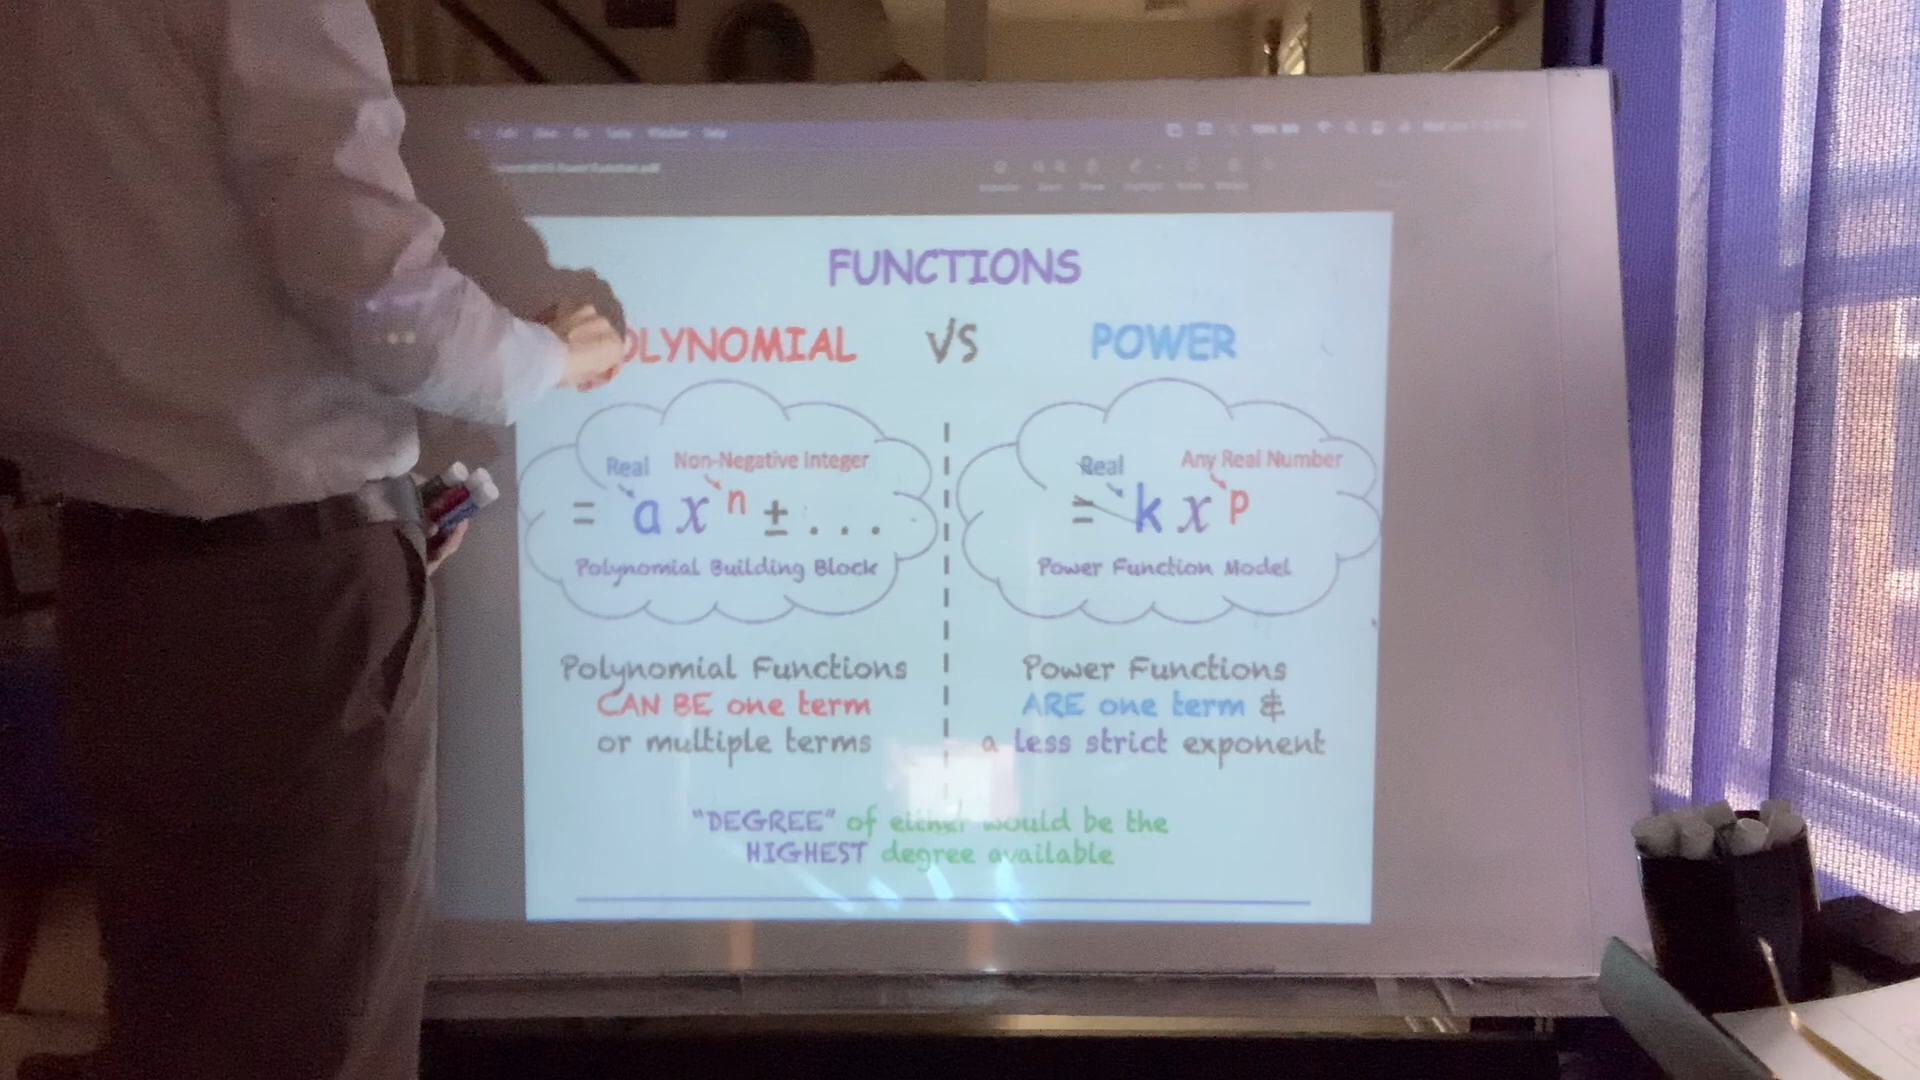 Window Help
FUNCTIONS
OLYNOMIAL VS POWER
Real Non-Negative Integer
= a x n ± . . .
Polynomial Building Block
Real Any Real Number
= k x p
Power Function Model
Polynomial Functions
CAN BE one term
or multiple terms
Power Functions
ARE one term &
a less strict exponent
"DEGREE" of either would be the
HIGHEST degree available